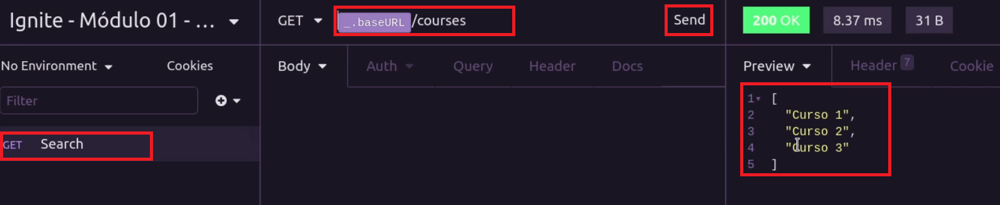 Ignite - Módulo 01 - ...
GET _.baseURL/courses Send
200 OK 8.37 ms 31 B
No Environment Cookies
Body Auth Query Header Docs
Preview Header 7 Cookie
Filter
GET Search
1 [
2 "Curso 1",
3 "Curso 2",
4 "Curso 3"
5 ]